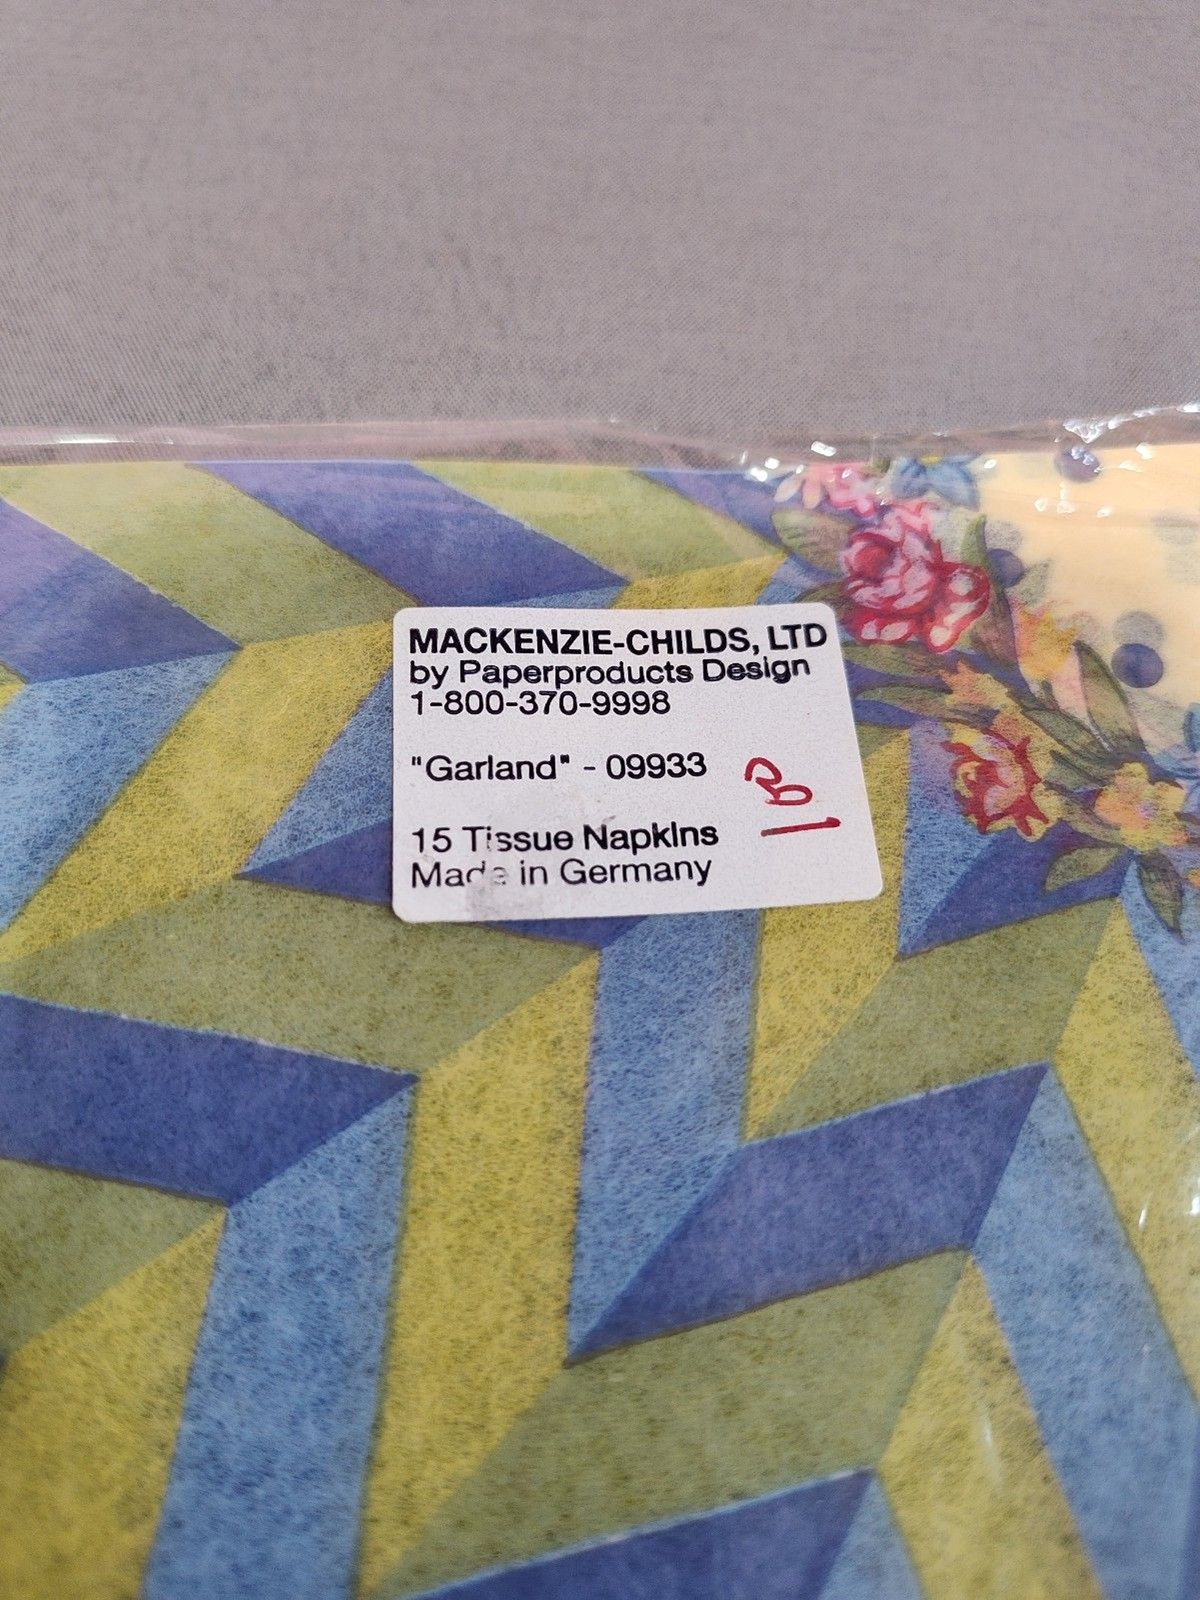 MACKENZIE-CHILDS, LTD
by Paperproducts Design
1-800-370-9998
"Garland" - 09933
15 Tissue NapkIns
Made in Germany